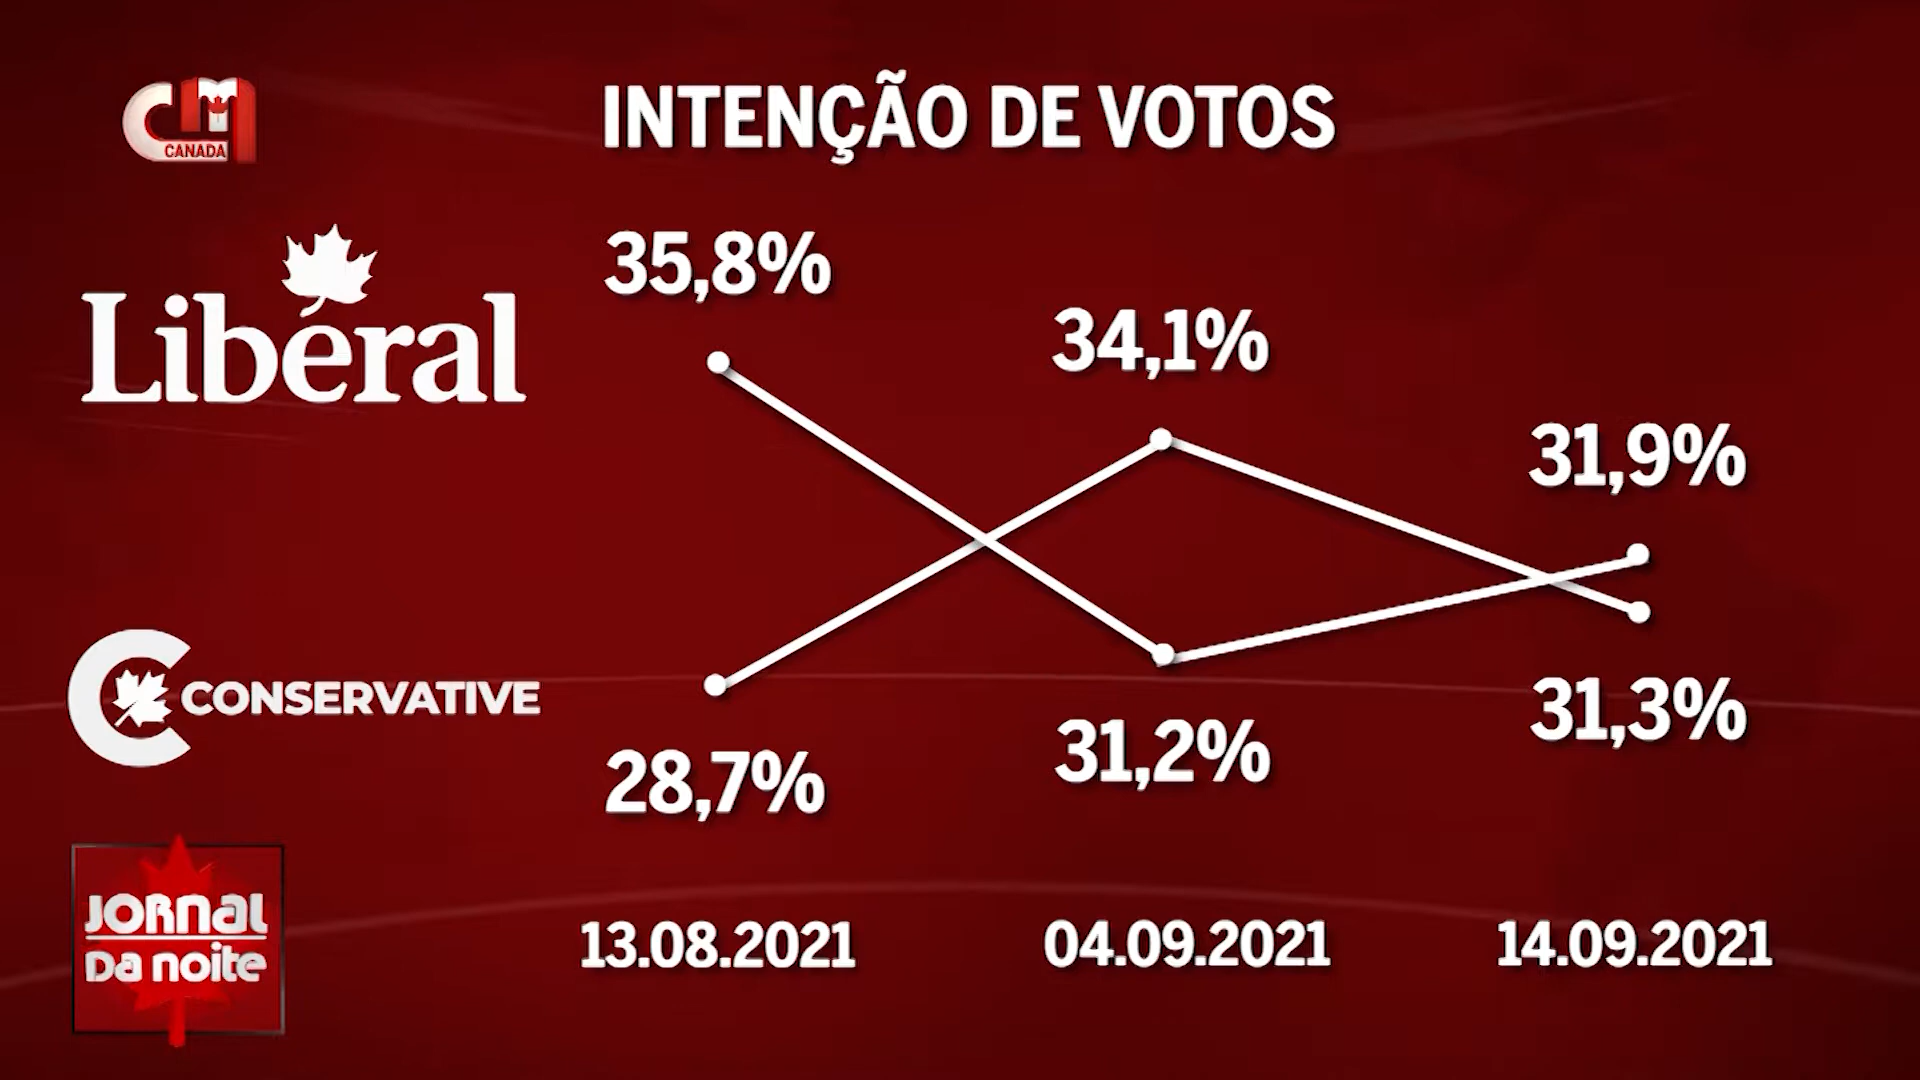 CM
CANADA
INTENÇÃO DE VOTOS
Liberal
35,8%
34,1%
31,9%
CONSERVATIVE
28,7%
31,2%
31,3%
JORNAL
DA NOITE
13.08.2021
04.09.2021
14.09.2021